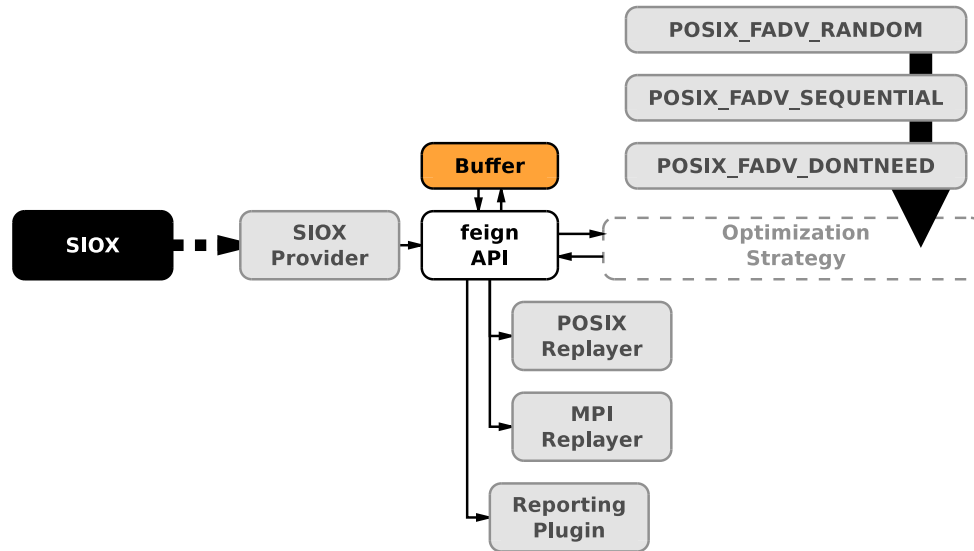 POSIX_FADV_RANDOM
POSIX_FADV_SEQUENTIAL
POSIX_FADV_DONTNEED
Buffer
SIOX
SIOX
Provider
feign
API
Optimization
Strategy
POSIX
Replayer
MPI
Replayer
Reporting
Plugin